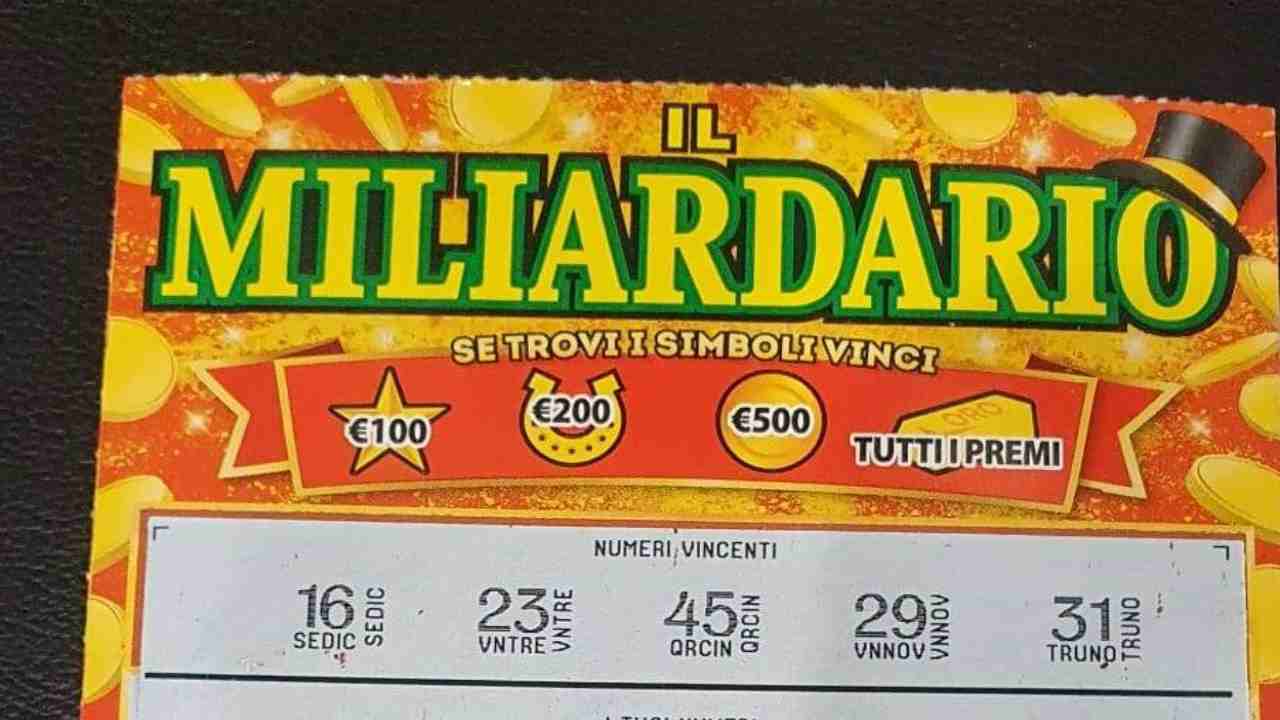 IL
MILIARDARIO
SE TROVI I SIMBOLI VINCI
€100 €200 €500 TUTTI I PREMI
NUMERI VINCENTI
16 SEDIC 23 VNTRE 45 QRCIN 29 VNNOV 31 TRUNO
SEDIC VNTRE QRCIN VNNOV TRUNO